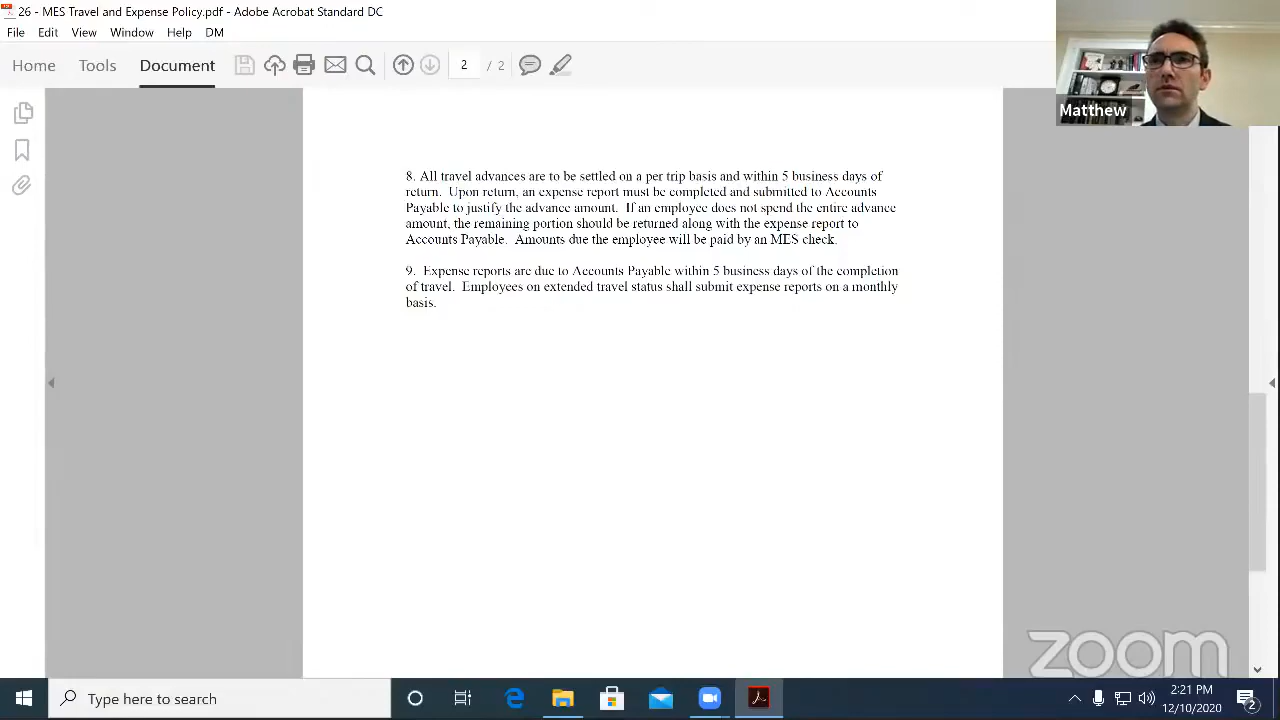 26 - MES Travel and Expense Policy.pdf - Adobe Acrobat Standard DC
File Edit View Window Help DM
Home Tools Document 2 / 2
Matthew
8. All travel advances are to be settled on a per trip basis and within 5 business days of
return. Upon return, an expense report must be completed and submitted to Accounts
Payable to justify the advance amount. If an employee does not spend the entire advance
amount, the remaining portion should be returned along with the expense report to
Accounts Payable. Amounts due the employee will be paid by an MES check.
9. Expense reports are due to Accounts Payable within 5 business days of the completion
of travel. Employees on extended travel status shall submit expense reports on a monthly
basis.
zoom
Type here to search
2:21 PM
12/10/2020
2